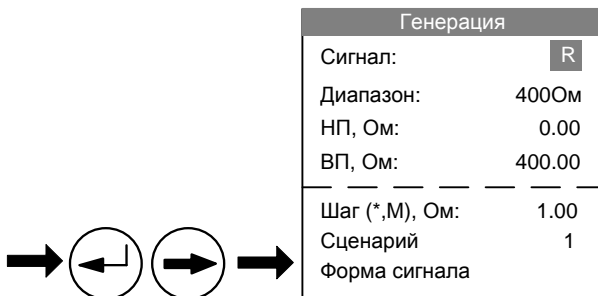 Генерация
Сигнал: R
Диапазон: 400Ом
НП, Ом: 0.00
ВП, Ом: 400.00
Шаг (*,М), Ом: 1.00
Сценарий 1
Форма сигнала